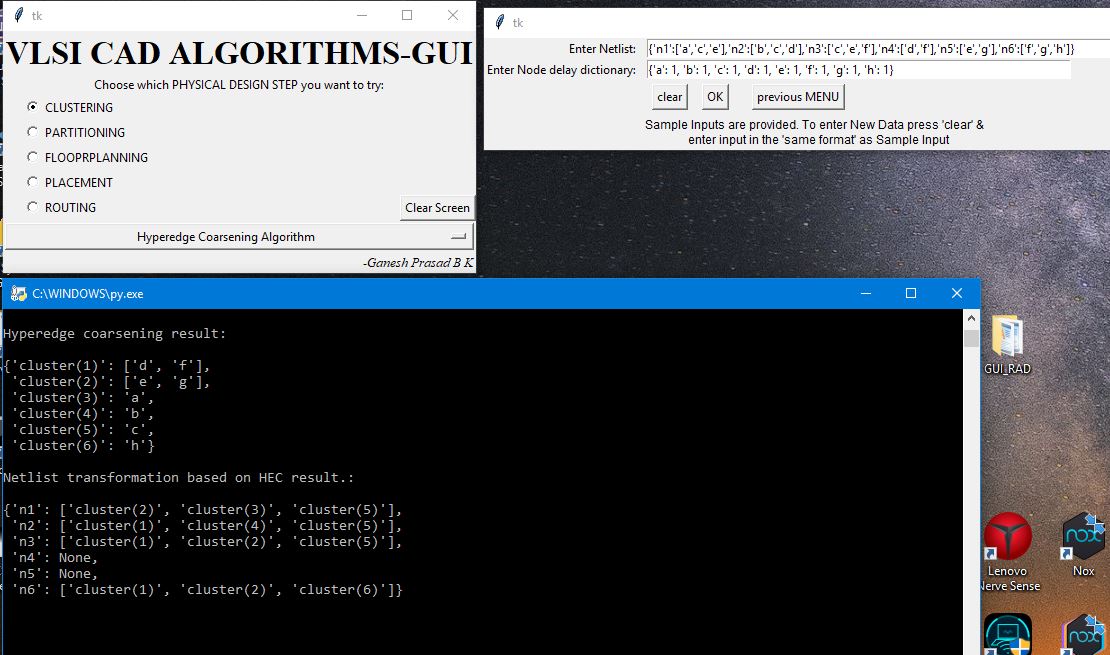 tk
VLSI CAD ALGORITHMS-GUI
Choose which PHYSICAL DESIGN STEP you want to try:
CLUSTERING
PARTITIONING
FLOOPRPLANNING
PLACEMENT
ROUTING
Clear Screen
Hyperedge Coarsening Algorithm
-Ganesh Prasad B K
tk
Enter Netlist: {'n1':['a','c','e'],'n2':['b','c','d'],'n3':['c','e','f'],'n4':['d','f'],'n5':['e','g'],'n6':['f','g','h']}
Enter Node delay dictionary: {'a': 1, 'b': 1, 'c': 1, 'd': 1, 'e': 1, 'f': 1, 'g': 1, 'h': 1}
clear OK previous MENU
Sample Inputs are provided. To enter New Data press 'clear' &
enter input in the 'same format' as Sample Input
C:\WINDOWS\py.exe
Hyperedge coarsening result:
{'cluster(1)': ['d', 'f'],
'cluster(2)': ['e', 'g'],
'cluster(3)': 'a',
'cluster(4)': 'b',
'cluster(5)': 'c',
'cluster(6)': 'h'}
Netlist transformation based on HEC result.:
{'n1': ['cluster(2)', 'cluster(3)', 'cluster(5)'],
'n2': ['cluster(1)', 'cluster(4)', 'cluster(5)'],
'n3': ['cluster(1)', 'cluster(2)', 'cluster(5)'],
'n4': None,
'n5': None,
'n6': ['cluster(1)', 'cluster(2)', 'cluster(6)']}
GUI_RAD
Lenovo
Nerve Sense
nox
Nox
nox